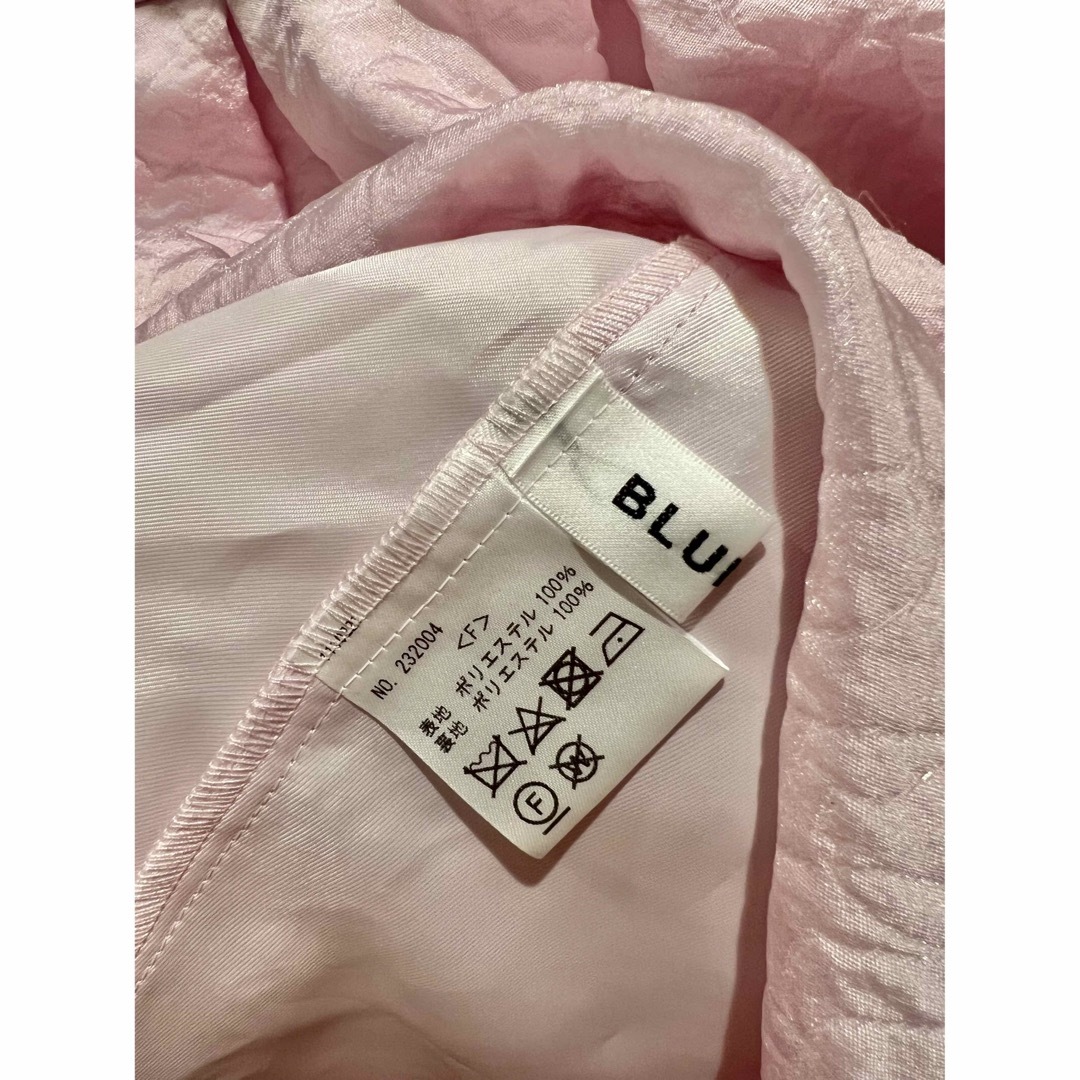 BLU
NO. 232004
<F>
表地 ポリエステル 100%
裏地 ポリエステル 100%
F
W